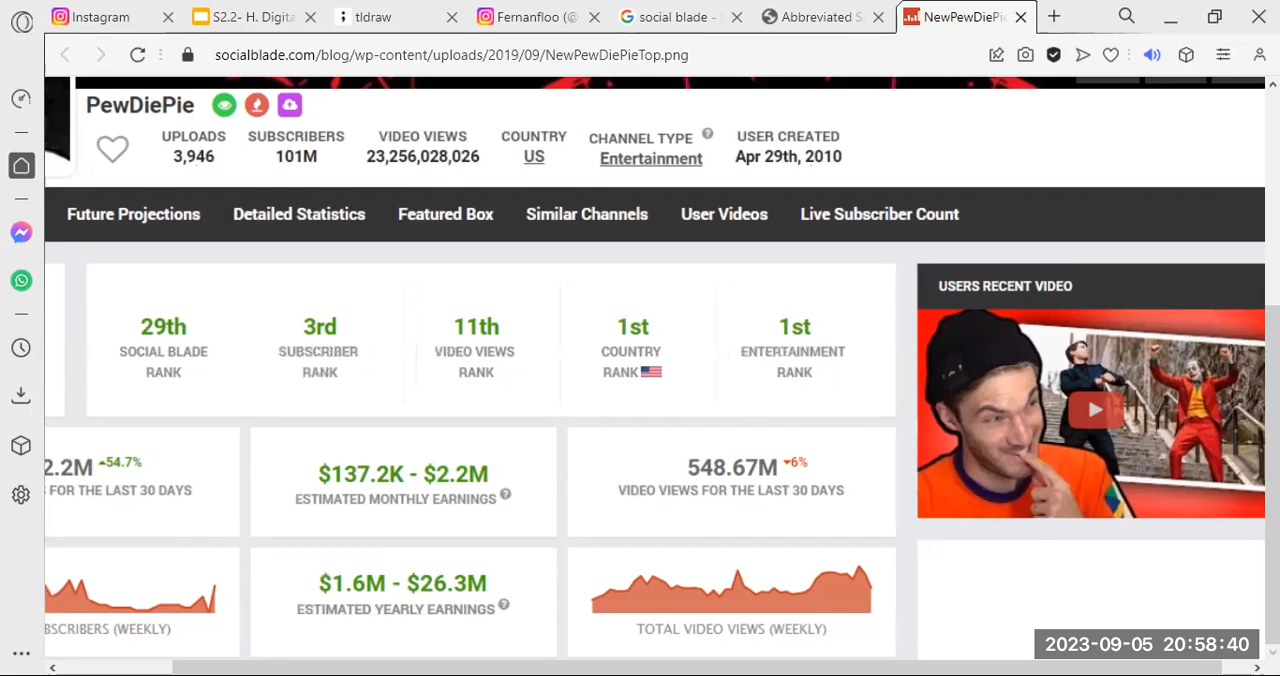 Instagram
S2.2- H. Digita
tldraw
Fernanfloo (@
social blade -
Abbreviated S
NewPewDiePi
socialblade.com/blog/wp-content/uploads/2019/09/NewPewDiePieTop.png
PewDiePie
UPLOADS SUBSCRIBERS VIDEO VIEWS COUNTRY CHANNEL TYPE USER CREATED
3,946 101M 23,256,028,026 US Entertainment Apr 29th, 2010
Future Projections Detailed Statistics Featured Box Similar Channels User Videos Live Subscriber Count
29th
SOCIAL BLADE
RANK
3rd
SUBSCRIBER
RANK
11th
VIDEO VIEWS
RANK
1st
COUNTRY
RANK
1st
ENTERTAINMENT
RANK
USERS RECENT VIDEO
2.2M 54.7%
FOR THE LAST 30 DAYS
$137.2K - $2.2M
ESTIMATED MONTHLY EARNINGS
548.67M 6%
VIDEO VIEWS FOR THE LAST 30 DAYS
BSCRIBERS (WEEKLY)
$1.6M - $26.3M
ESTIMATED YEARLY EARNINGS
TOTAL VIDEO VIEWS (WEEKLY)
2023-09-05 20:58:40